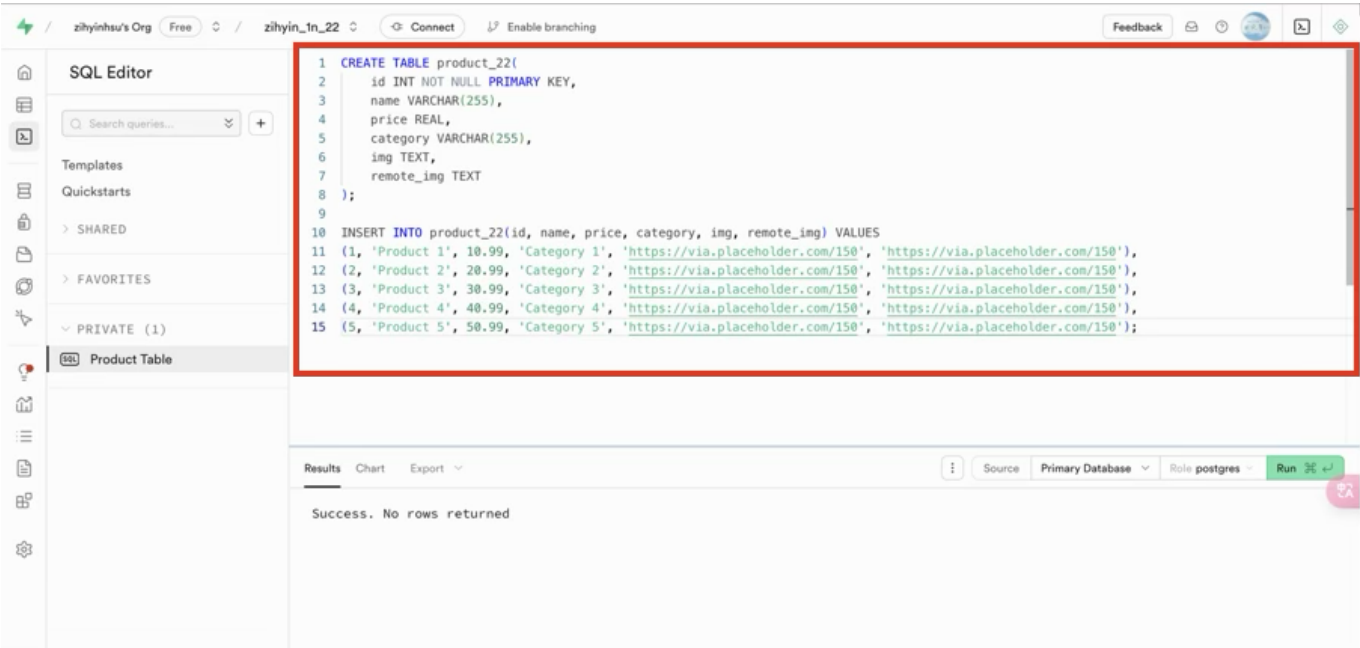 / zihyinhsu's Org Free / zihyin_1n_22 Connect Enable branching Feedback
SQL Editor
Search queries...
Templates
Quickstarts
SHARED
FAVORITES
PRIVATE (1)
SQL Product Table
1 CREATE TABLE product_22(
2 id INT NOT NULL PRIMARY KEY,
3 name VARCHAR(255),
4 price REAL,
5 category VARCHAR(255),
6 img TEXT,
7 remote_img TEXT
8 );
9
10 INSERT INTO product_22(id, name, price, category, img, remote_img) VALUES
11 (1, 'Product 1', 10.99, 'Category 1', 'https://via.placeholder.com/150', 'https://via.placeholder.com/150'),
12 (2, 'Product 2', 20.99, 'Category 2', 'https://via.placeholder.com/150', 'https://via.placeholder.com/150'),
13 (3, 'Product 3', 30.99, 'Category 3', 'https://via.placeholder.com/150', 'https://via.placeholder.com/150'),
14 (4, 'Product 4', 40.99, 'Category 4', 'https://via.placeholder.com/150', 'https://via.placeholder.com/150'),
15 (5, 'Product 5', 50.99, 'Category 5', 'https://via.placeholder.com/150', 'https://via.placeholder.com/150');
Results Chart Export Source Primary Database Role postgres Run ⌘ ↵
Success. No rows returned